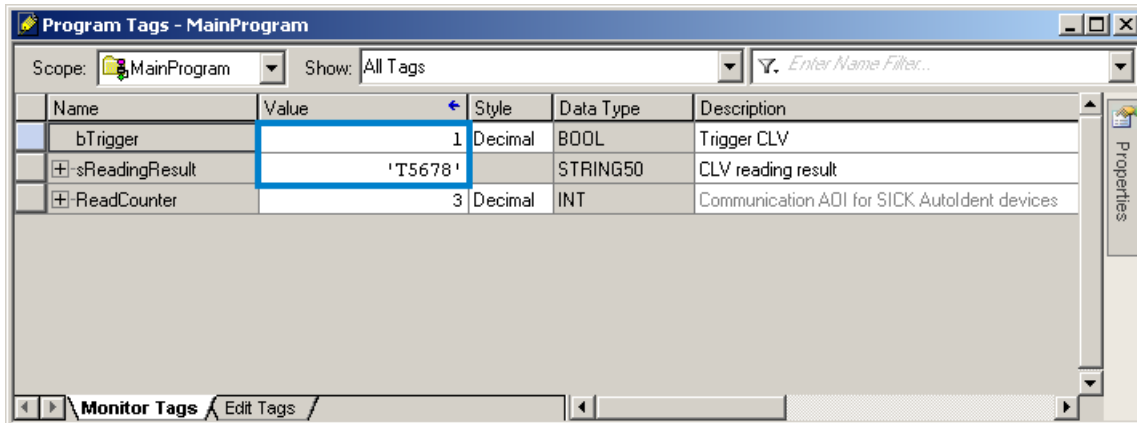 Program Tags - MainProgram
Scope: MainProgram Show: All Tags Enter Name Filter...
Name Value Style Data Type Description
bTrigger 1 Decimal BOOL Trigger CLV
sReadingResult 'T5678' STRING50 CLV reading result
ReadCounter 3 Decimal INT Communication AOI for SICK AutoIdent devices
Properties
Monitor Tags Edit Tags